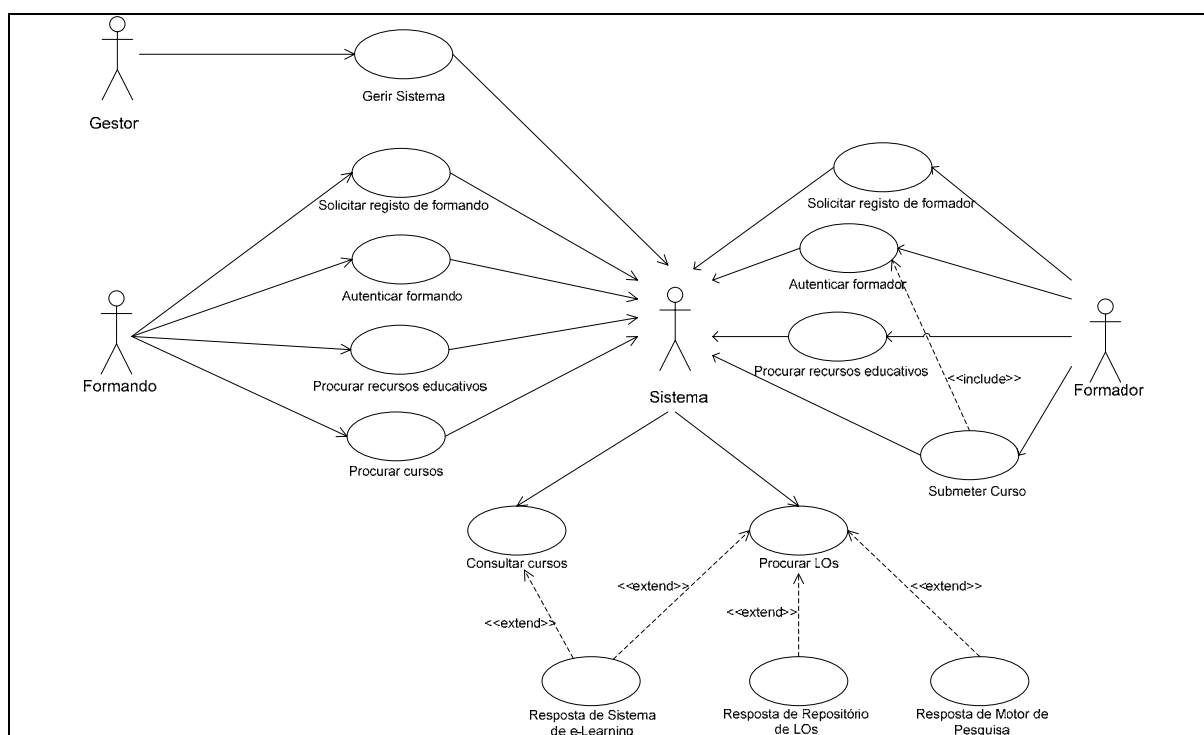 Gestor
Gerir Sistema
Solicitar registo de formando
Solicitar registo de formador
Autenticar formando
Autenticar formador
Procurar recursos educativos
Procurar recursos educativos
Formando
Sistema
<<include>>
Formador
Procurar cursos
Submeter Curso
Consultar cursos
Procurar LOs
<<extend>>
<<extend>>
<<extend>>
<<extend>>
Resposta de Sistema
de e-Learning
Resposta de Repositório
de LOs
Resposta de Motor de
Pesquisa